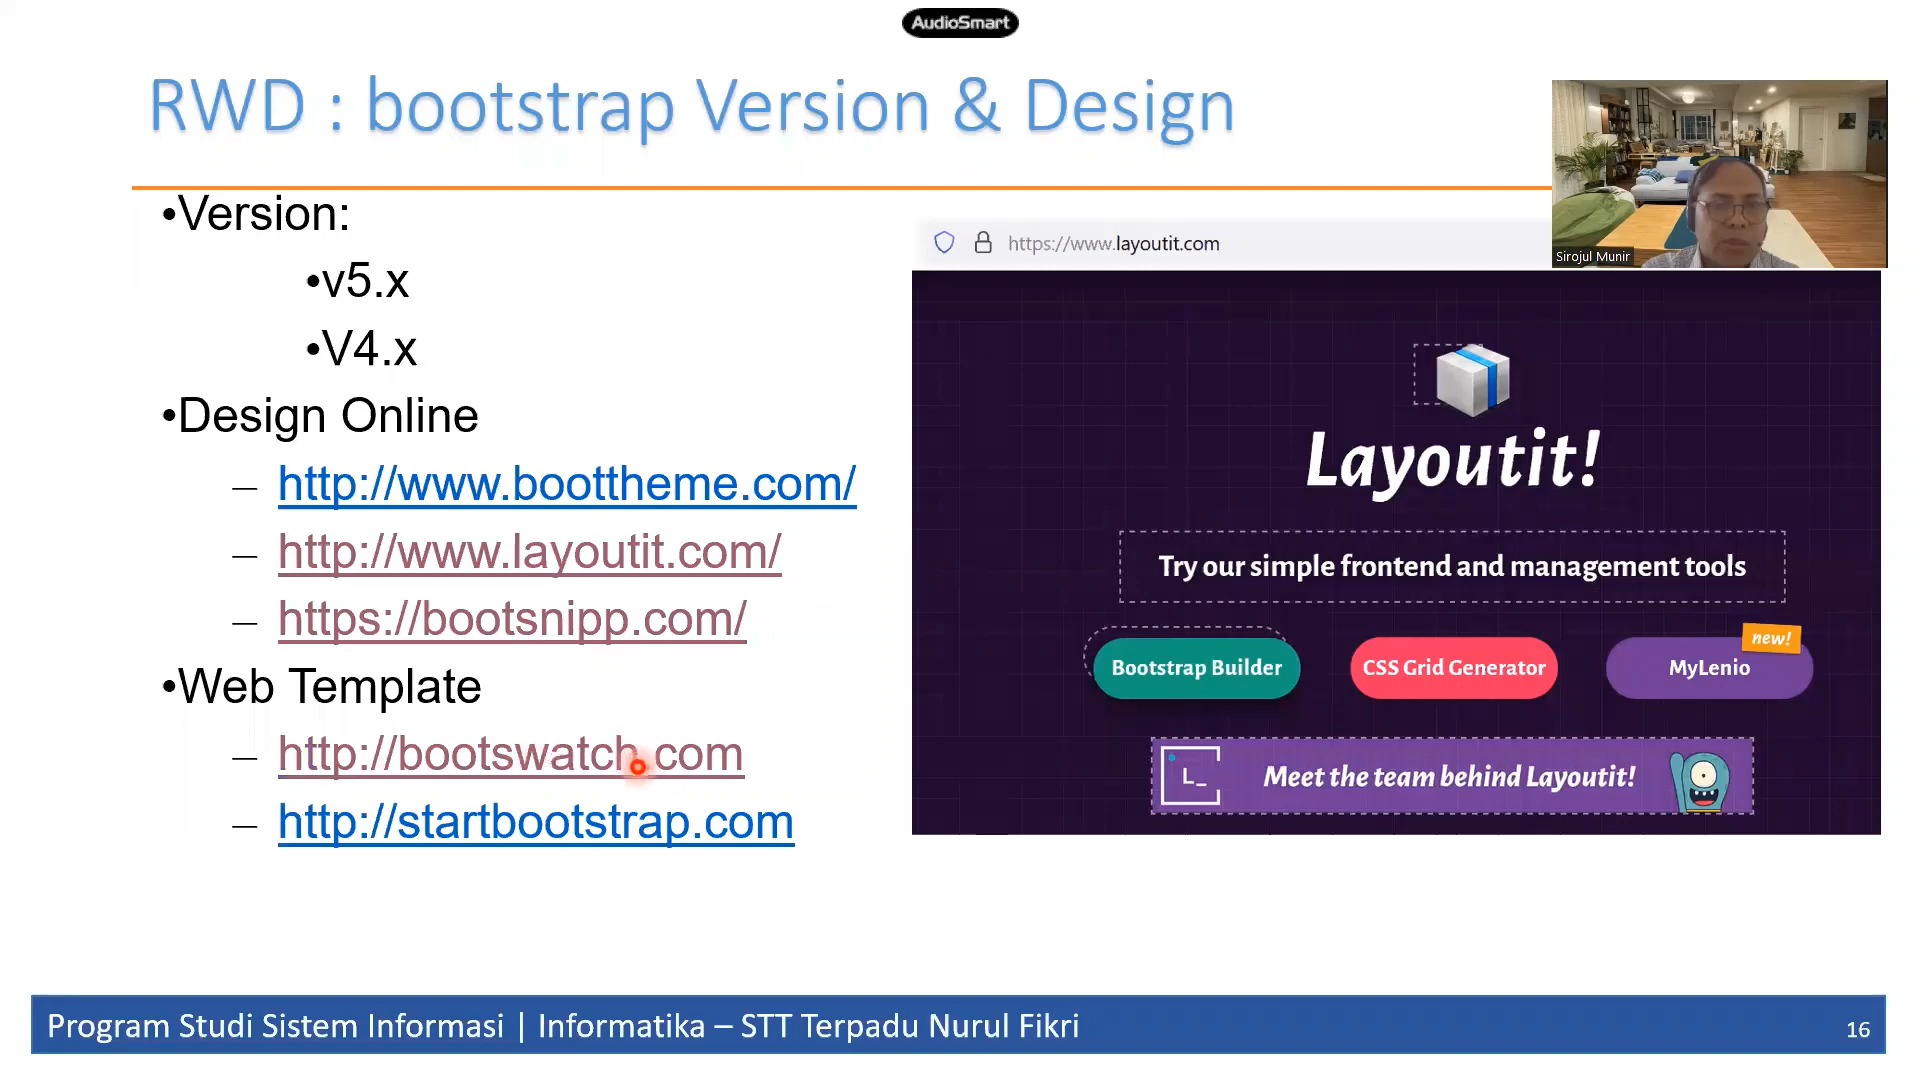 AudioSmart
RWD : bootstrap Version & Design
•Version:
•v5.x
•V4.x
•Design Online
– http://www.boottheme.com/
– http://www.layoutit.com/
– https://bootsnipp.com/
•Web Template
– http://bootswatch.com
– http://startbootstrap.com
https://www.layoutit.com
Sirojul Munir
Layoutit!
Try our simple frontend and management tools
new!
Bootstrap Builder CSS Grid Generator MyLenio
L_ Meet the team behind Layoutit!
Program Studi Sistem Informasi | Informatika – STT Terpadu Nurul Fikri 16